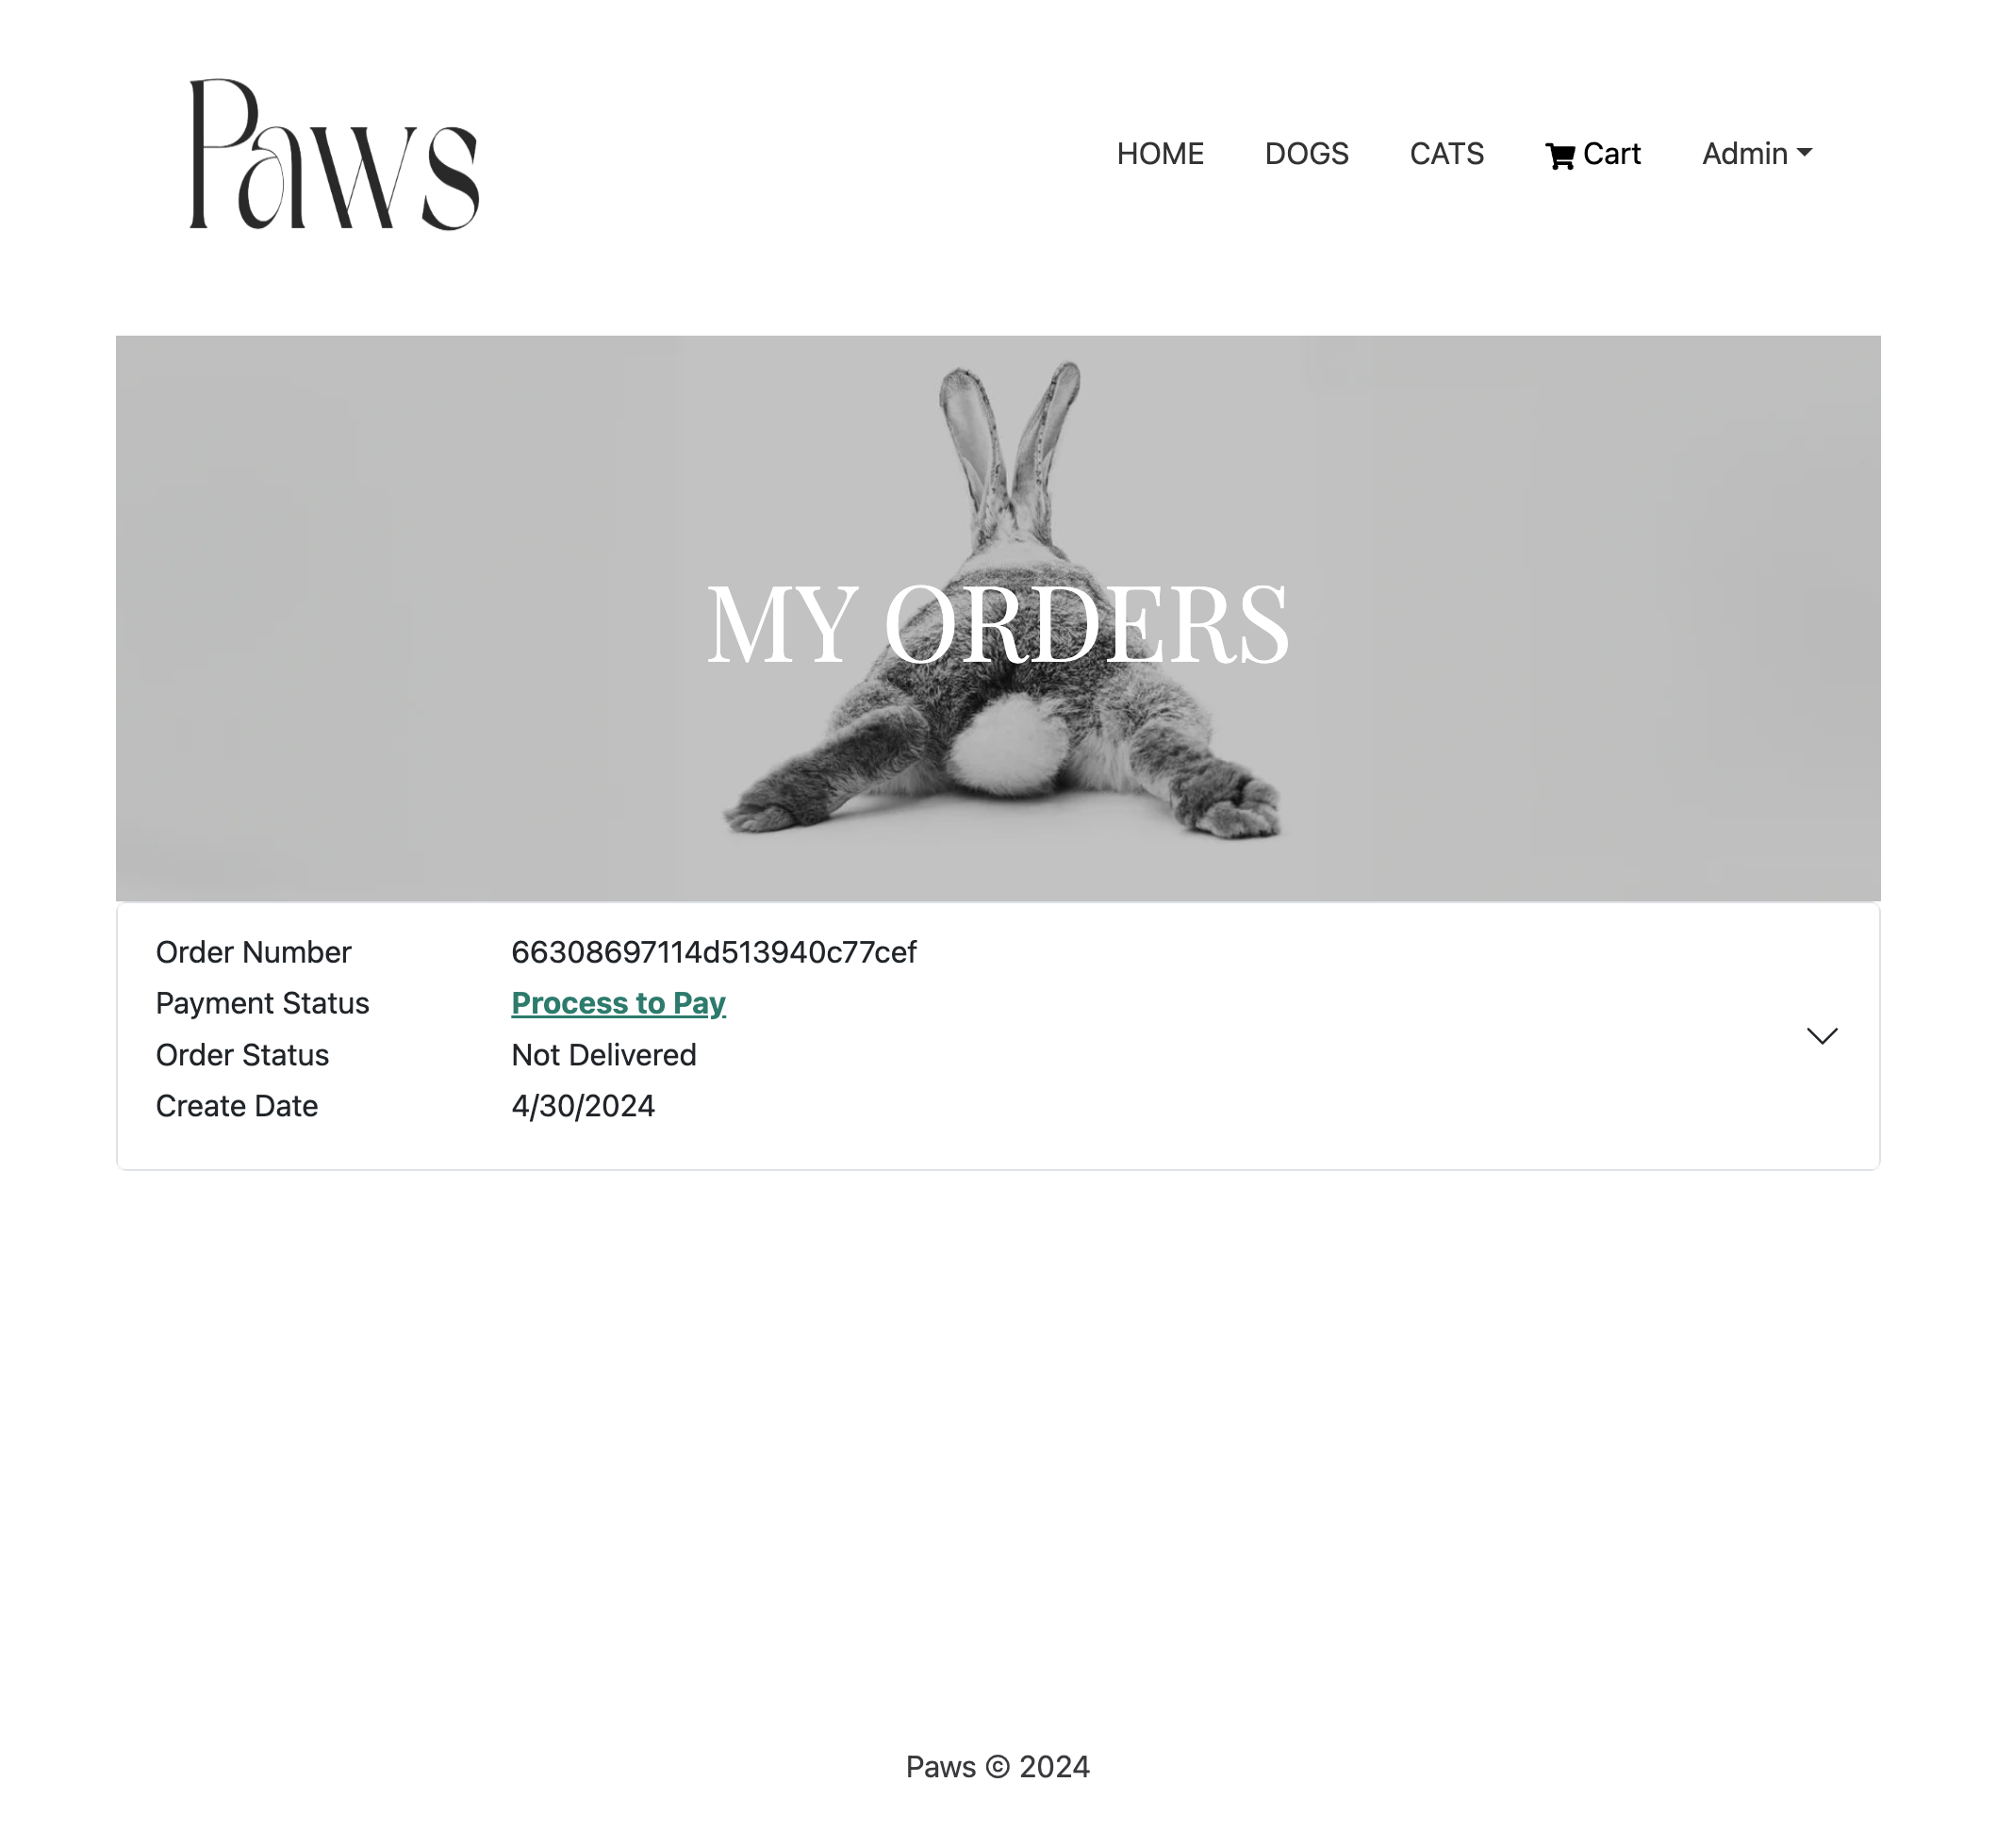 Paws
HOME DOGS CATS Cart Admin
MY ORDERS
Order Number 66308697114d513940c77cef
Payment Status Process to Pay
Order Status Not Delivered
Create Date 4/30/2024
Paws © 2024